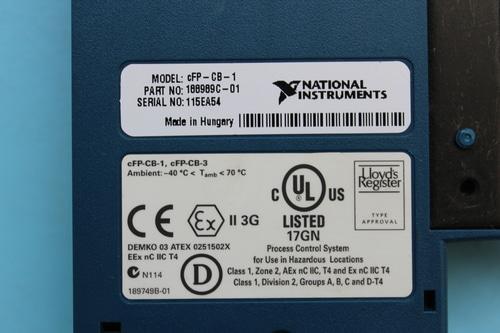 MODEL: cFP-CB-1
PART NO: 188989C-01
SERIAL NO: 115EA54
NATIONAL
INSTRUMENTS
Made in Hungary
cFP-CB-1, cFP-CB-3
Ambient: -40 °C < Tamb < 70 °C
CE
Ex II 3G
DEMKO 03 ATEX 0251502X
EEx nC IIC T4
N114
189749B-01
D
C UL US
LISTED
17GN
Process Control System
for Use in Hazardous Locations
Class 1, Zone 2, AEx nC IIC, T4 and Ex nC IIC T4
Class 1, Division 2, Groups A, B, C and D-T4
Lloyd's
Register
TYPE
APPROVAL